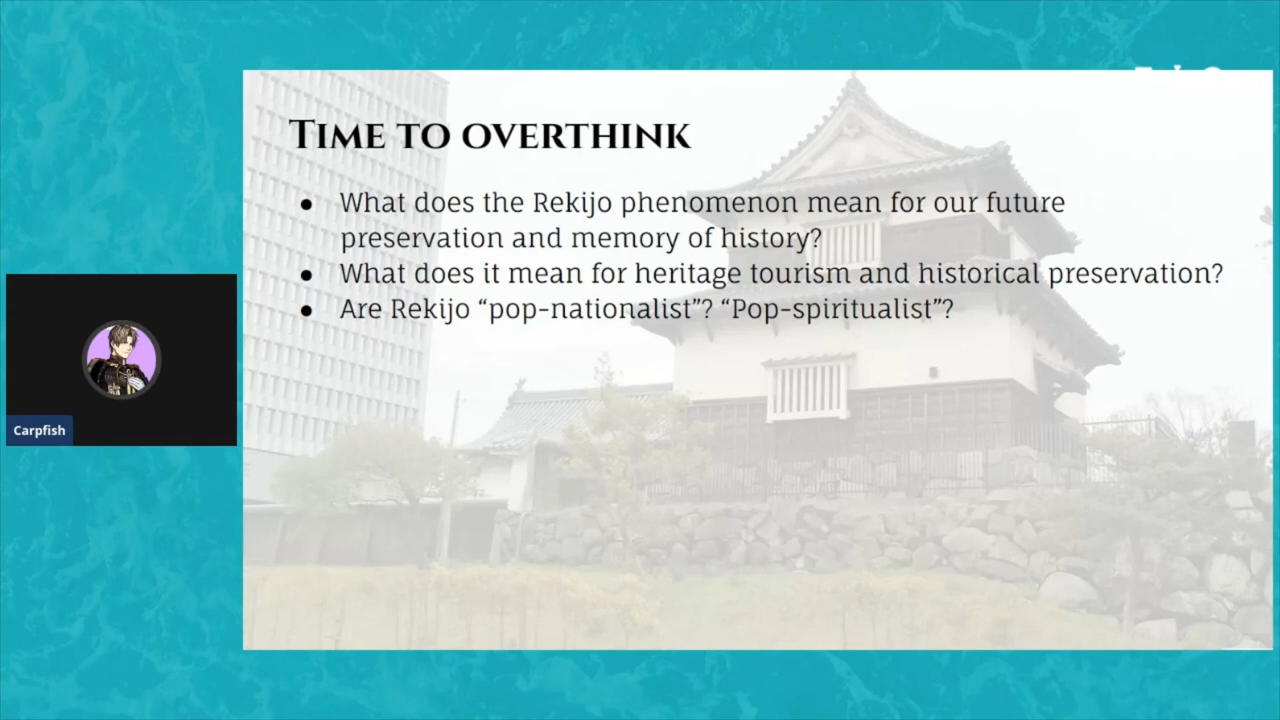 TIME TO OVERTHINK
● What does the Rekijo phenomenon mean for our future
preservation and memory of history?
● What does it mean for heritage tourism and historical preservation?
● Are Rekijo “pop-nationalist”? “Pop-spiritualist”?
Carpfish